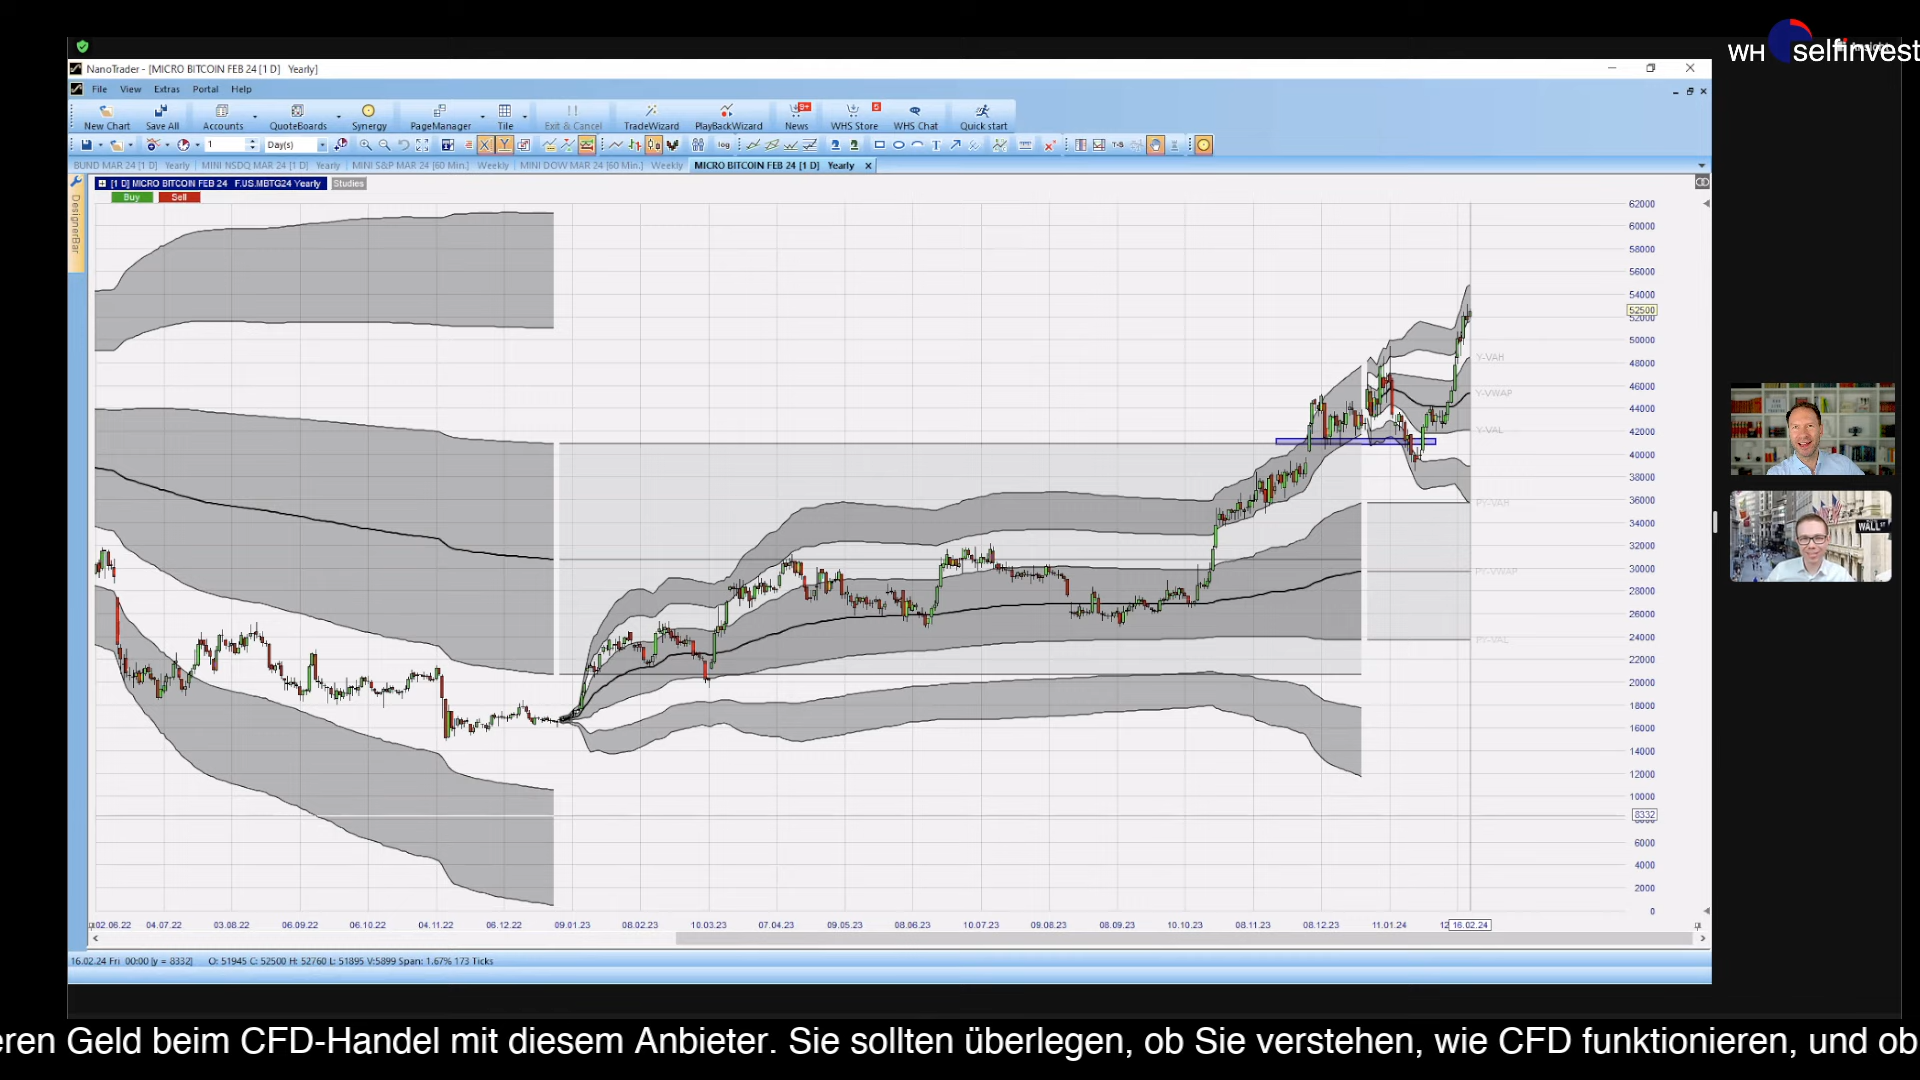 WH selfinvest
NanoTrader - [MICRO BITCOIN FEB 24 [1 D] Yearly]
File View Extras Portal Help
New Chart Save All Accounts QuoteBoards Synergy PageManager Tile Exit & Cancel TradeWizard PlayBackWizard News 9+ WHS Store 5 WHS Chat Quick start
1 Day(s)
BUND MAR 24 [1 D] Yearly MINI NSDQ MAR 24 [1 D] Yearly MINI S&P MAR 24 [60 Min.] Weekly MINI DOW MAR 24 [60 Min.] Weekly MICRO BITCOIN FEB 24 [1 D] Yearly
[1 D] MICRO BITCOIN FEB 24 F.US.MBTG24 Yearly Studies
Buy Sell
DesignerBar
62000
60000
58000
56000
54000
52500
52000
50000
Y-VAH
48000
46000
Y-VWAP
44000
Y-VAL
42000
40000
38000
36000
PY-VAH
34000
32000
30000
PY-VWAP
28000
26000
24000
PY-VAL
22000
20000
18000
16000
14000
12000
10000
8332
6000
4000
2000
0
02.06.22 04.07.22 03.08.22 06.09.22 06.10.22 04.11.22 06.12.22 09.01.23 08.02.23 10.03.23 07.04.23 09.05.23 08.06.23 10.07.23 09.08.23 08.09.23 10.10.23 08.11.23 08.12.23 11.01.24 16.02.24
16.02.24 Fri 00:00 [y = 8332] O: 51945 C: 52500 H: 52760 L: 51895 V:5899 Span: 1.67% 173 Ticks
WALL ST
eren Geld beim CFD-Handel mit diesem Anbieter. Sie sollten überlegen, ob Sie verstehen, wie CFD funktionieren, und ob